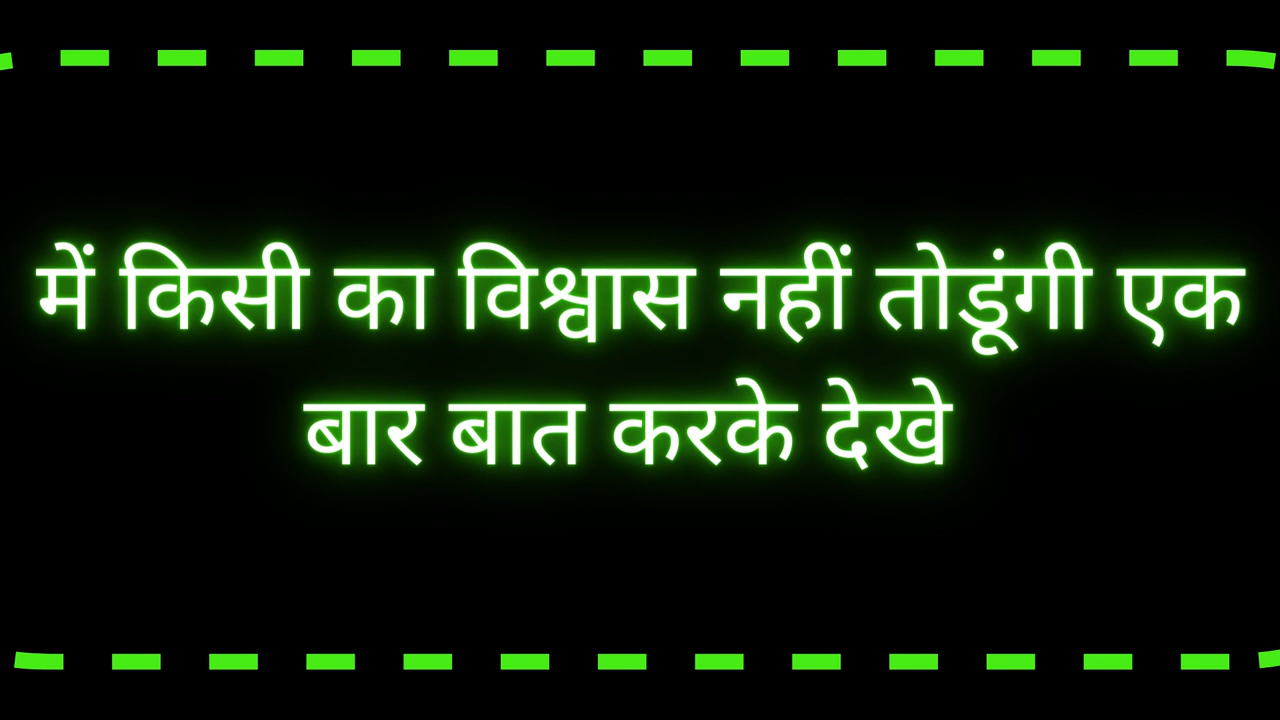 में किसी का विश्वास नहीं तोडूंगी एक
बार बात करके देखे